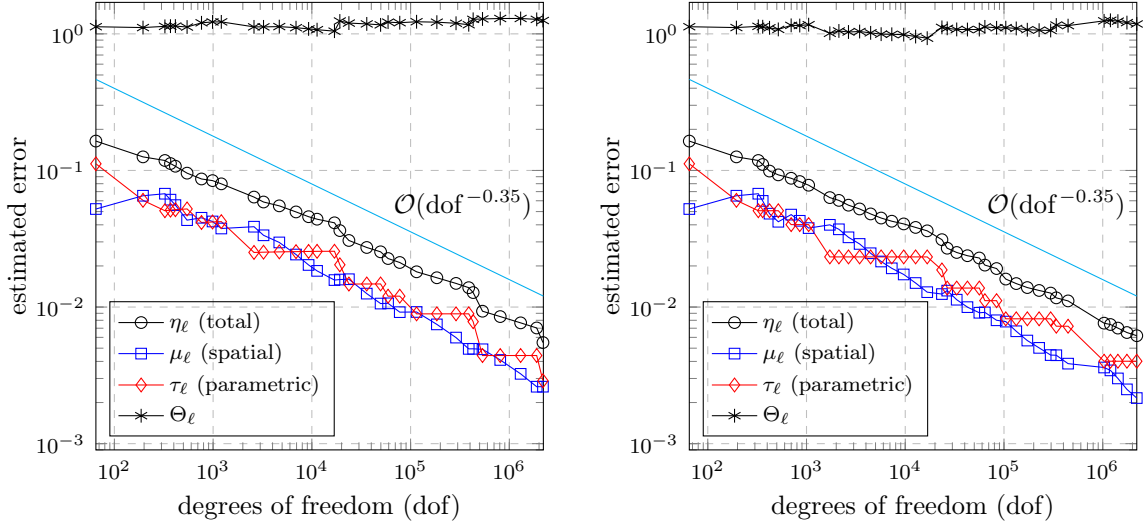 10^0
10^−1
10^−2
10^−3
estimated error
O(dof^−0.35)
η_ℓ (total)
μ_ℓ (spatial)
τ_ℓ (parametric)
Θ_ℓ
10^2 10^3 10^4 10^5 10^6
degrees of freedom (dof)
10^0
10^−1
10^−2
10^−3
estimated error
O(dof^−0.35)
η_ℓ (total)
μ_ℓ (spatial)
τ_ℓ (parametric)
Θ_ℓ
10^2 10^3 10^4 10^5 10^6
degrees of freedom (dof)